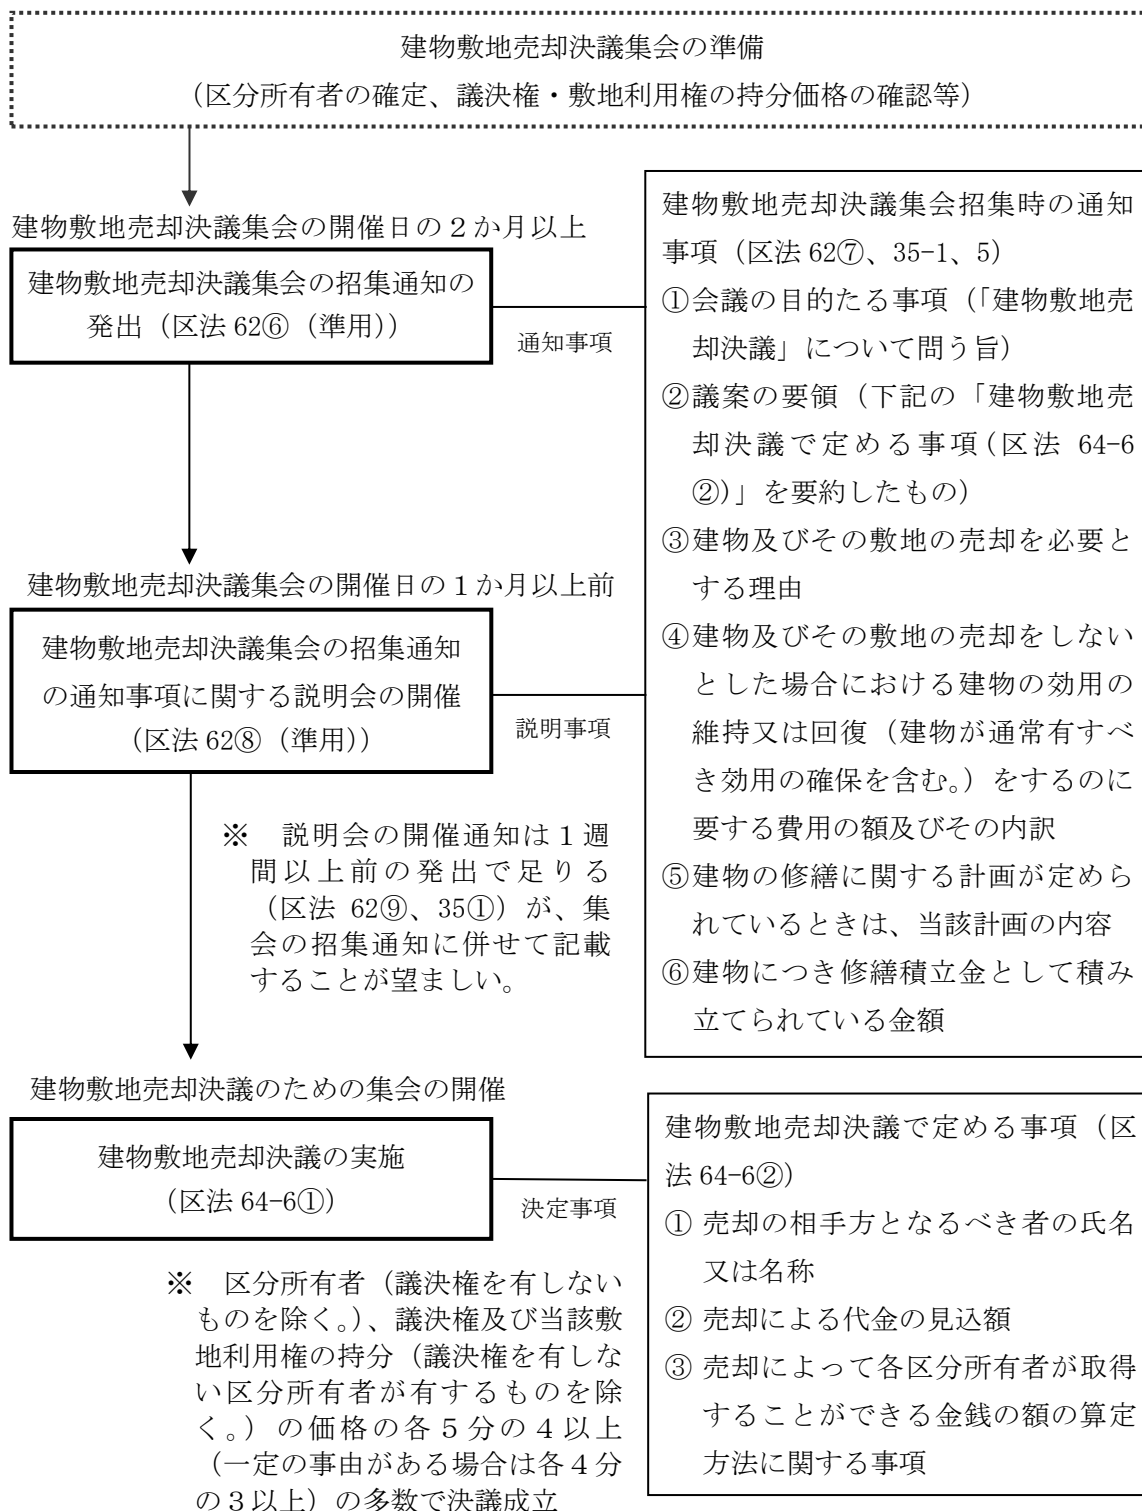 建物敷地売却決議集会の準備
（区分所有者の確定、議決権・敷地利用権の持分価格の確認等）
建物敷地売却決議集会の開催日の２か月以上
建物敷地売却決議集会の招集通知の
発出（区法 62⑥（準用））
通知事項
建物敷地売却決議集会招集時の通知
事項（区法 62⑦、35-1、5）
①会議の目的たる事項（「建物敷地売
却決議」について問う旨）
②議案の要領（下記の「建物敷地売
却決議で定める事項（区法 64-6
②）」を要約したもの）
③建物及びその敷地の売却を必要と
する理由
④建物及びその敷地の売却をしない
とした場合における建物の効用の
維持又は回復（建物が通常有すべ
き効用の確保を含む。）をするのに
要する費用の額及びその内訳
⑤建物の修繕に関する計画が定めら
れているときは、当該計画の内容
⑥建物につき修繕積立金として積み
立てられている金額
建物敷地売却決議集会の開催日の１か月以上前
建物敷地売却決議集会の招集通知
の通知事項に関する説明会の開催
（区法 62⑧（準用））
説明事項
※　説明会の開催通知は１週
間以上前の発出で足りる
（区法 62⑨、35①）が、集
会の招集通知に併せて記載
することが望ましい。
建物敷地売却決議のための集会の開催
建物敷地売却決議の実施
（区法 64-6①）
決定事項
建物敷地売却決議で定める事項（区
法 64-6②）
① 売却の相手方となるべき者の氏名
又は名称
② 売却による代金の見込額
③ 売却によって各区分所有者が取得
することができる金銭の額の算定
方法に関する事項
※　区分所有者（議決権を有しない
ものを除く。）、議決権及び当該敷
地利用権の持分（議決権を有しな
い区分所有者が有するものを除
く。）の価格の各５分の４以上
（一定の事由がある場合は各４分
の３以上）の多数で決議成立